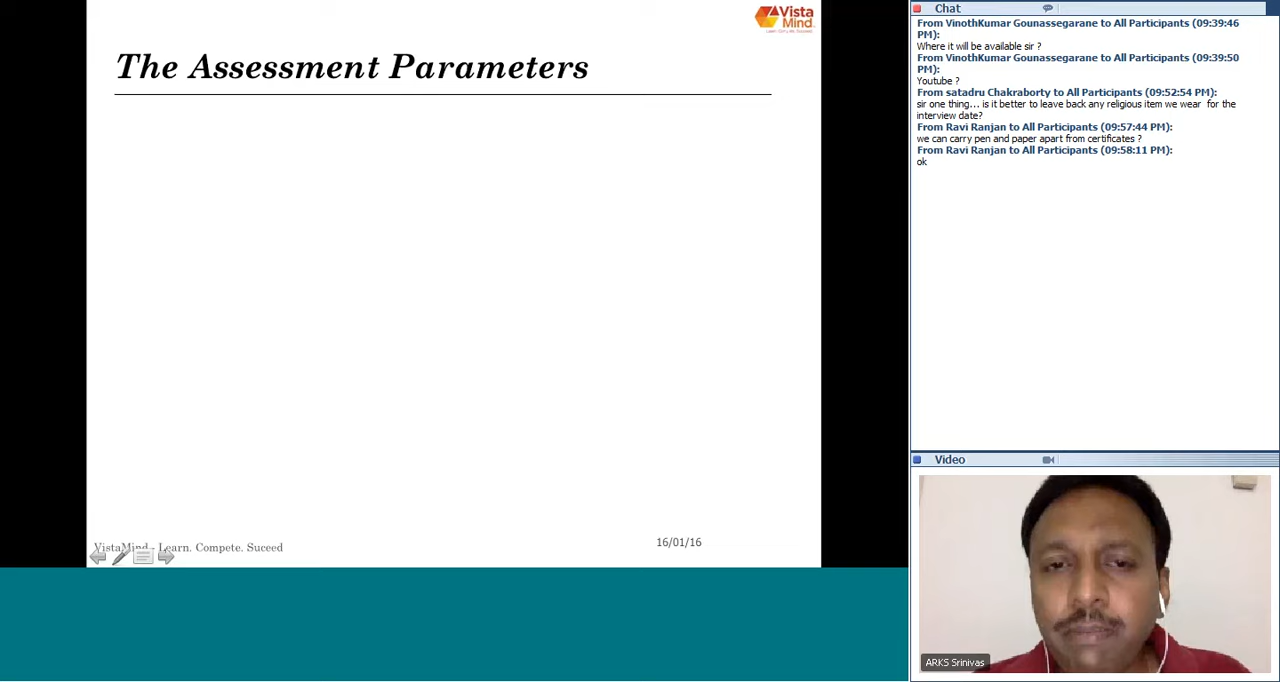 Vista
Mind
The Assessment Parameters
VistaMind - Learn. Compete. Suceed
16/01/16
Chat
From VinothKumar Gounassegarane to All Participants (09:39:46
PM):
Where it will be available sir ?
From VinothKumar Gounassegarane to All Participants (09:39:50
PM):
Youtube ?
From satadru Chakraborty to All Participants (09:52:54 PM):
sir one thing... is it better to leave back any religious item we wear for the
interview date?
From Ravi Ranjan to All Participants (09:57:44 PM):
we can carry pen and paper apart from certificates ?
From Ravi Ranjan to All Participants (09:58:11 PM):
ok
Video
ARKS Srinivas